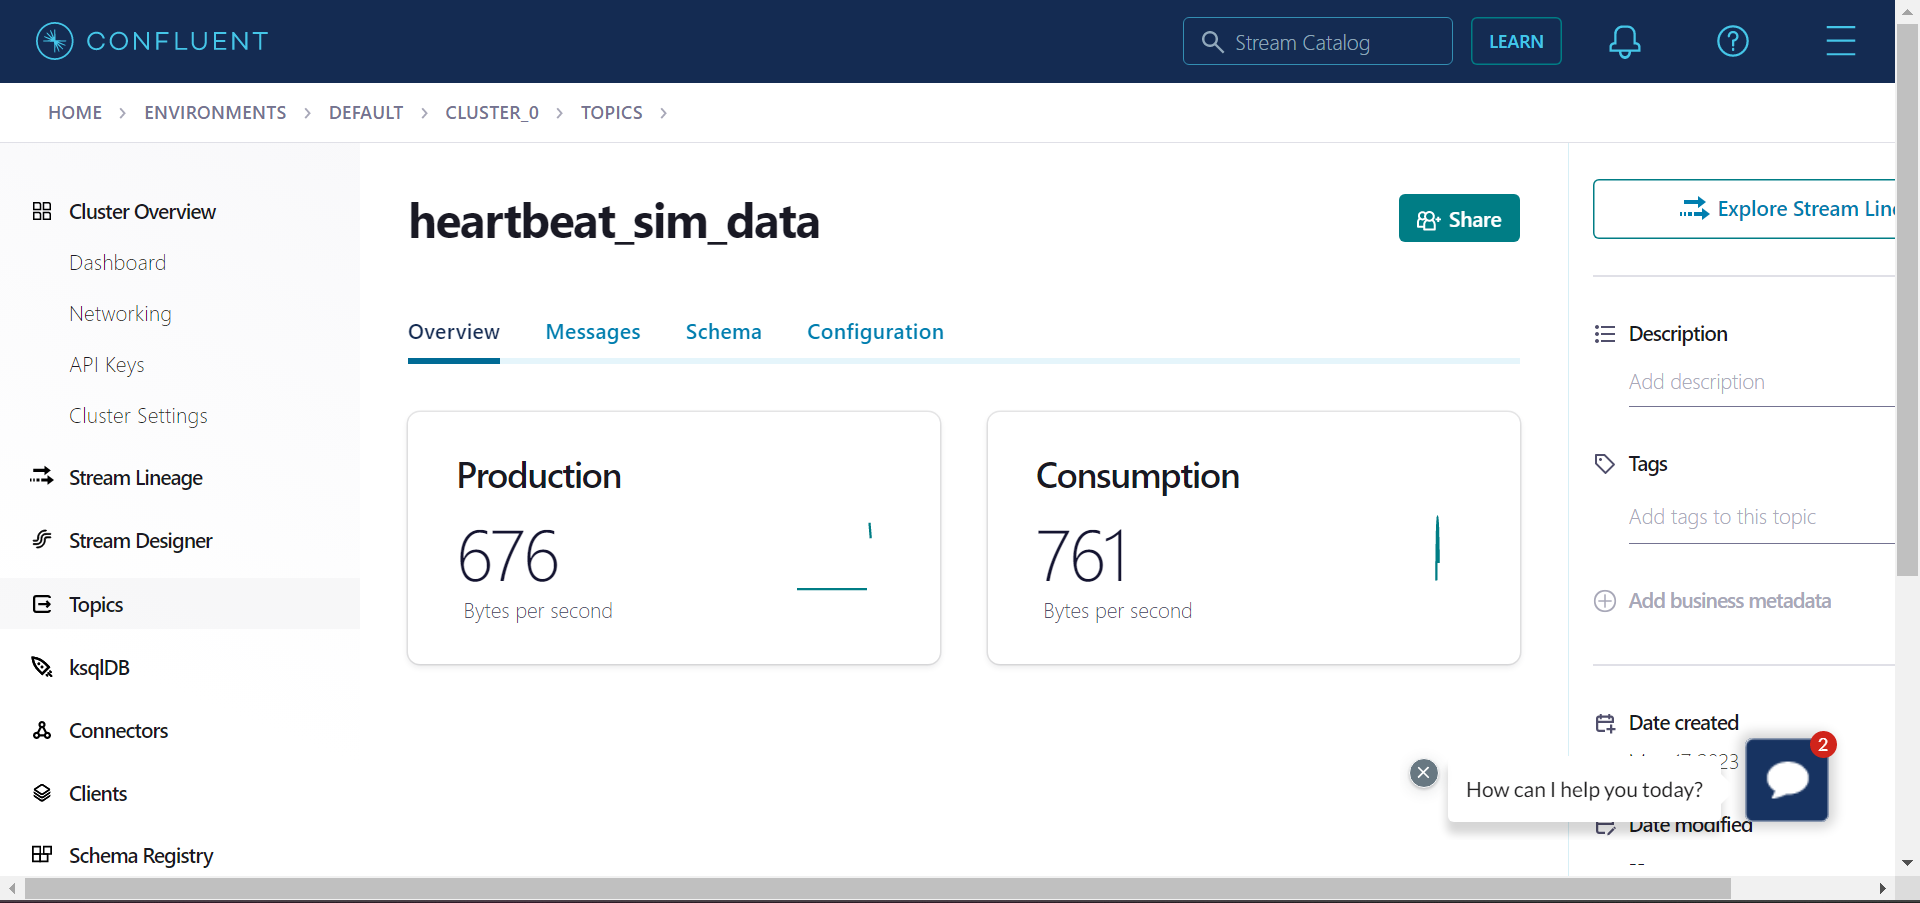 CONFLUENT
Stream Catalog
LEARN
HOME > ENVIRONMENTS > DEFAULT > CLUSTER_0 > TOPICS >
Cluster Overview
Dashboard
Networking
API Keys
Cluster Settings
Stream Lineage
Stream Designer
Topics
ksqlDB
Connectors
Clients
Schema Registry
heartbeat_sim_data
Share
Overview Messages Schema Configuration
Production
676
Bytes per second
Consumption
761
Bytes per second
Explore Stream Lin
Description
Add description
Tags
Add tags to this topic
Add business metadata
Date created
Date modified
--
How can I help you today?
2